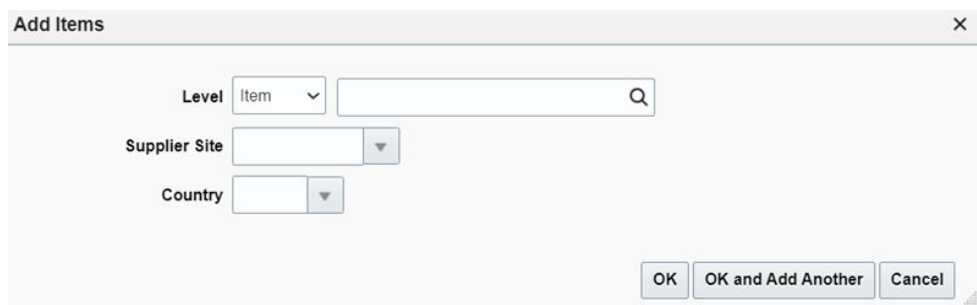 Add Items
Level Item
Supplier Site
Country
OK OK and Add Another Cancel